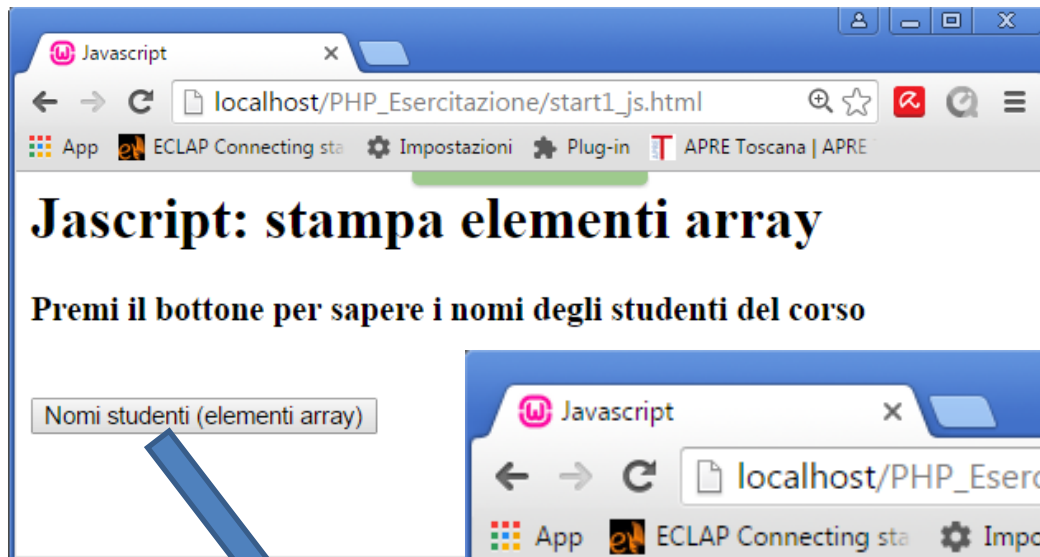 Javascript
localhost/PHP_Esercitazione/start1_js.html
App ECLAP Connecting sta Impostazioni Plug-in APRE Toscana | APRE
Jascript: stampa elementi array
Premi il bottone per sapere i nomi degli studenti del corso
Nomi studenti (elementi array)
Javascript
localhost/PHP_Eserc
App ECLAP Connecting sta Impo